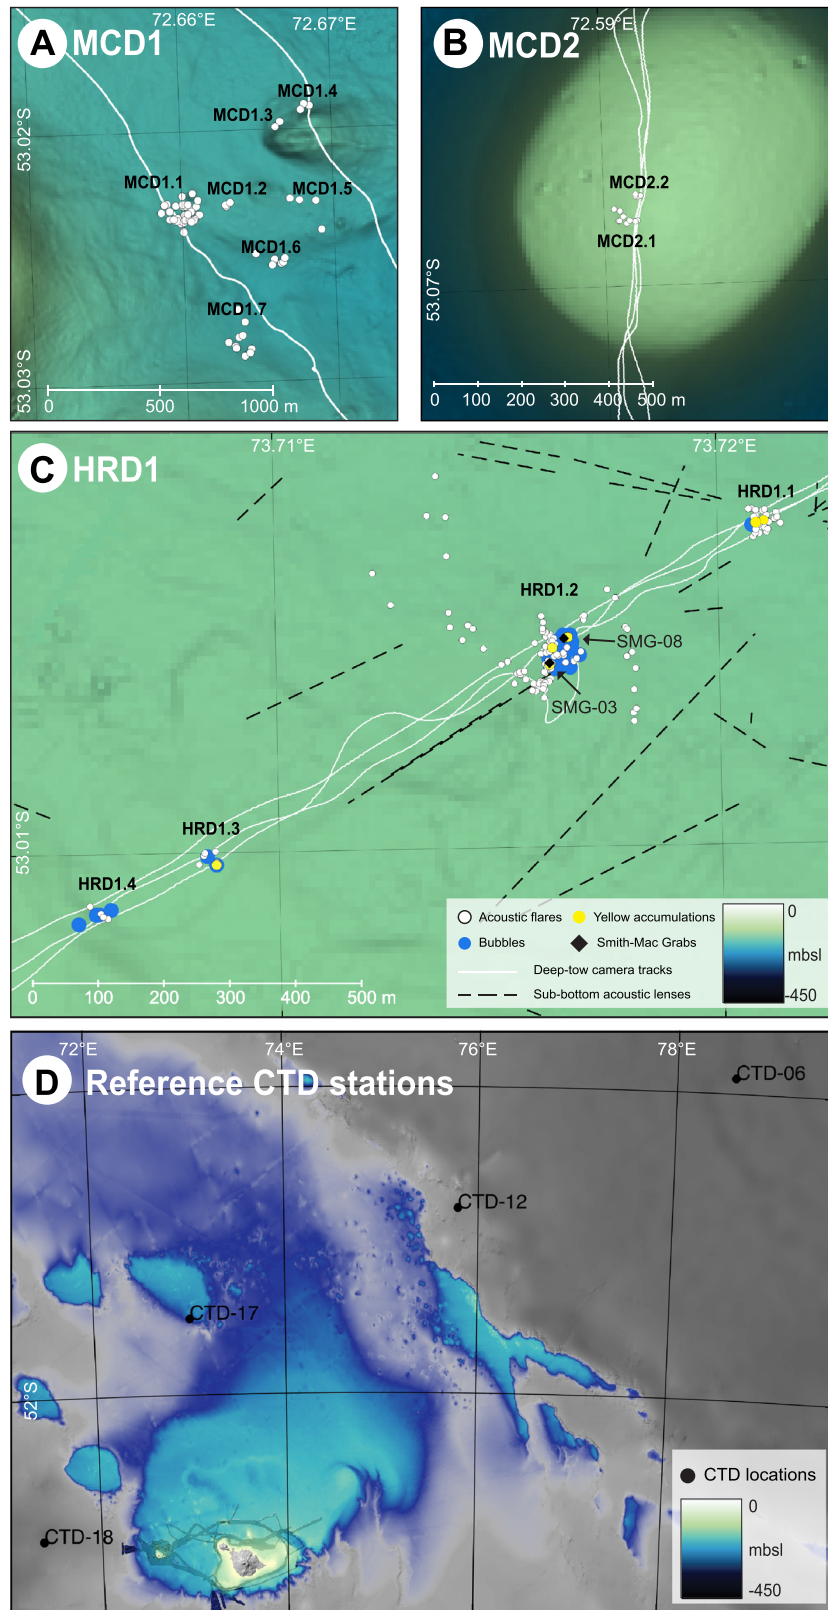 A MCD1
72.66°E
72.67°E
53.02°S
53.03°S
MCD1.4
MCD1.3
MCD1.1
MCD1.2
MCD1.5
MCD1.6
MCD1.7
0 500 1000 m
B MCD2
72.59°E
MCD2.2
MCD2.1
53.07°S
0 100 200 300 400 500 m
C HRD1
73.71°E
73.72°E
HRD1.1
HRD1.2
SMG-08
SMG-03
53.01°S
HRD1.3
HRD1.4
0 100 200 300 400 500 m
Acoustic flares
Yellow accumulations
Bubbles
Smith-Mac Grabs
Deep-tow camera tracks
Sub-bottom acoustic lenses
0
mbsl
-450
D Reference CTD stations
72°E
74°E
76°E
78°E
CTD-06
CTD-12
CTD-17
52°S
CTD-18
CTD locations
0
mbsl
-450